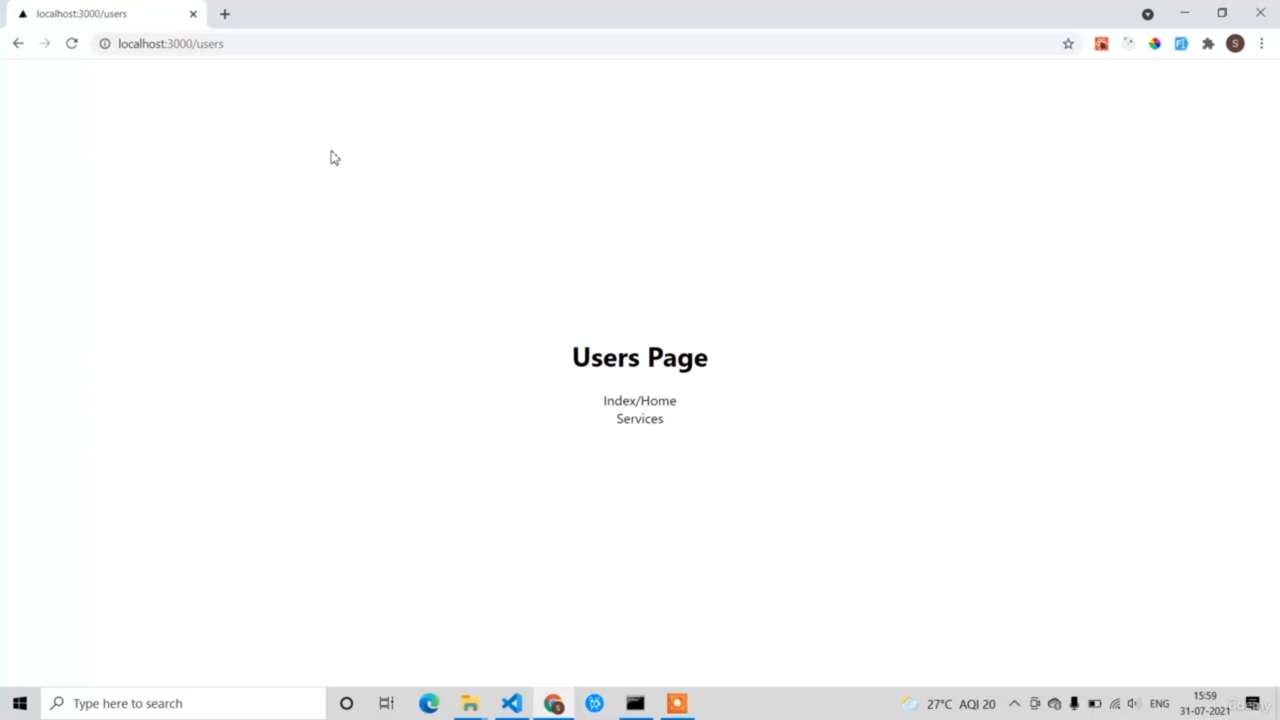 localhost:3000/users
localhost:3000/users
S
Users Page
Index/Home
Services
Type here to search
27°C AQI 20
ENG
15:59
31-07-2021
Udemy